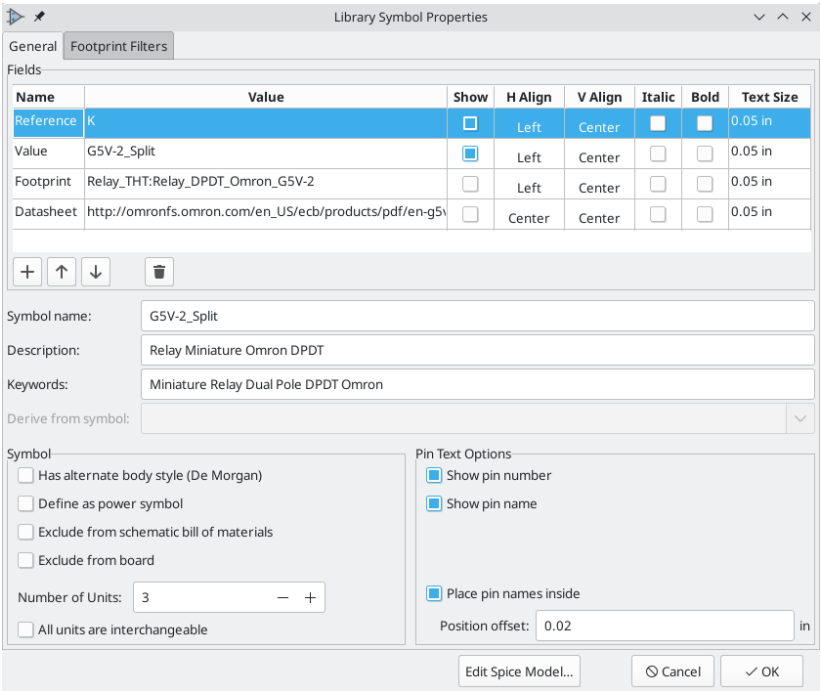 Library Symbol Properties
General Footprint Filters
Fields
Name Value Show H Align V Align Italic Bold Text Size
Reference K Left Center 0.05 in
Value G5V-2_Split Left Center 0.05 in
Footprint Relay_THT:Relay_DPDT_Omron_G5V-2 Left Center 0.05 in
Datasheet http://omronfs.omron.com/en_US/ecb/products/pdf/en-g5v Center Center 0.05 in
Symbol name: G5V-2_Split
Description: Relay Miniature Omron DPDT
Keywords: Miniature Relay Dual Pole DPDT Omron
Derive from symbol:
Symbol Pin Text Options
Has alternate body style (De Morgan) Show pin number
Define as power symbol Show pin name
Exclude from schematic bill of materials
Exclude from board
Number of Units: 3 Place pin names inside
All units are interchangeable Position offset: 0.02 in
Edit Spice Model... Cancel OK